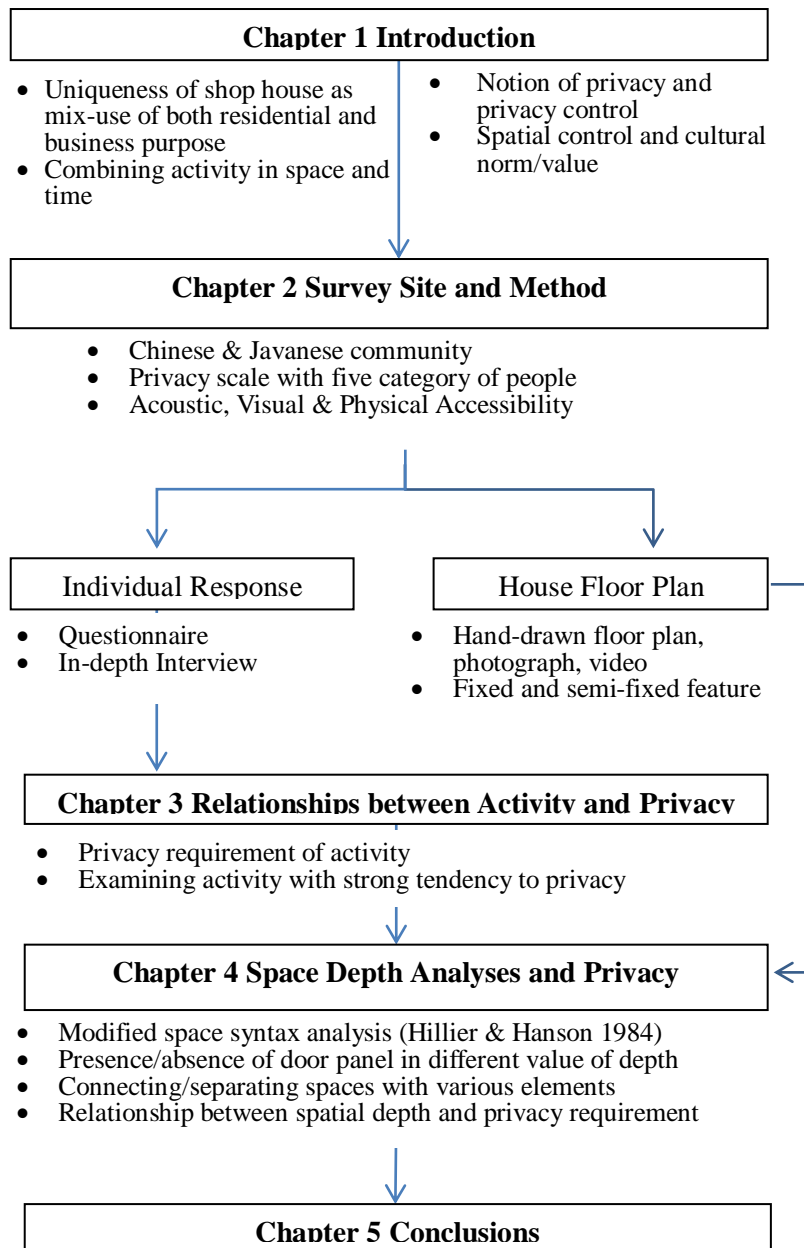 Chapter 1 Introduction
• Uniqueness of shop house as
mix-use of both residential and
business purpose
• Combining activity in space and
time
• Notion of privacy and
privacy control
• Spatial control and cultural
norm/value
Chapter 2 Survey Site and Method
• Chinese & Javanese community
• Privacy scale with five category of people
• Acoustic, Visual & Physical Accessibility
Individual Response
• Questionnaire
• In-depth Interview
House Floor Plan
• Hand-drawn floor plan,
photograph, video
• Fixed and semi-fixed feature
Chapter 3 Relationships between Activity and Privacy
• Privacy requirement of activity
• Examining activity with strong tendency to privacy
Chapter 4 Space Depth Analyses and Privacy
• Modified space syntax analysis (Hillier & Hanson 1984)
• Presence/absence of door panel in different value of depth
• Connecting/separating spaces with various elements
• Relationship between spatial depth and privacy requirement
Chapter 5 Conclusions